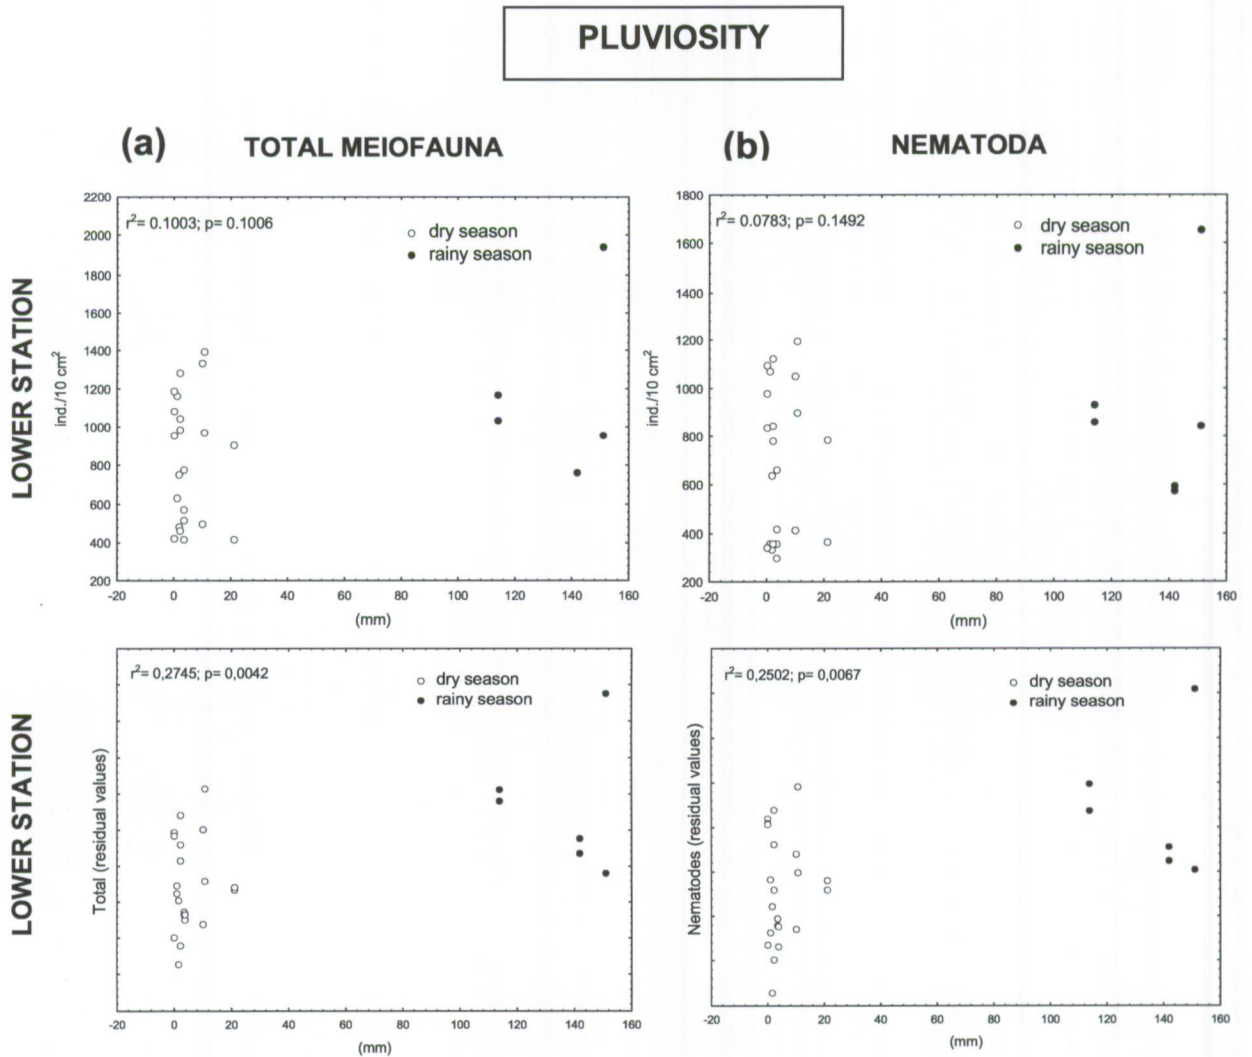 PLUVIOSITY
(a) TOTAL MEIOFAUNA
(b) NEMATODA
LOWER STATION
ind./10 cm²
2200
2000
1800
1600
1400
1200
1000
800
600
400
200
r²= 0.1003; p= 0.1006
dry season
rainy season
-20 0 20 40 60 80 100 120 140 160
(mm)
ind./10 cm²
1800
1600
1400
1200
1000
800
600
400
200
r²= 0.0783; p= 0.1492
dry season
rainy season
-20 0 20 40 60 80 100 120 140 160
(mm)
LOWER STATION
Total (residual values)
r²= 0,2745; p= 0,0042
dry season
rainy season
-20 0 20 40 60 80 100 120 140 160
(mm)
Nematodes (residual values)
r²= 0,2502; p= 0,0067
dry season
rainy season
-20 0 20 40 60 80 100 120 140 160
(mm)